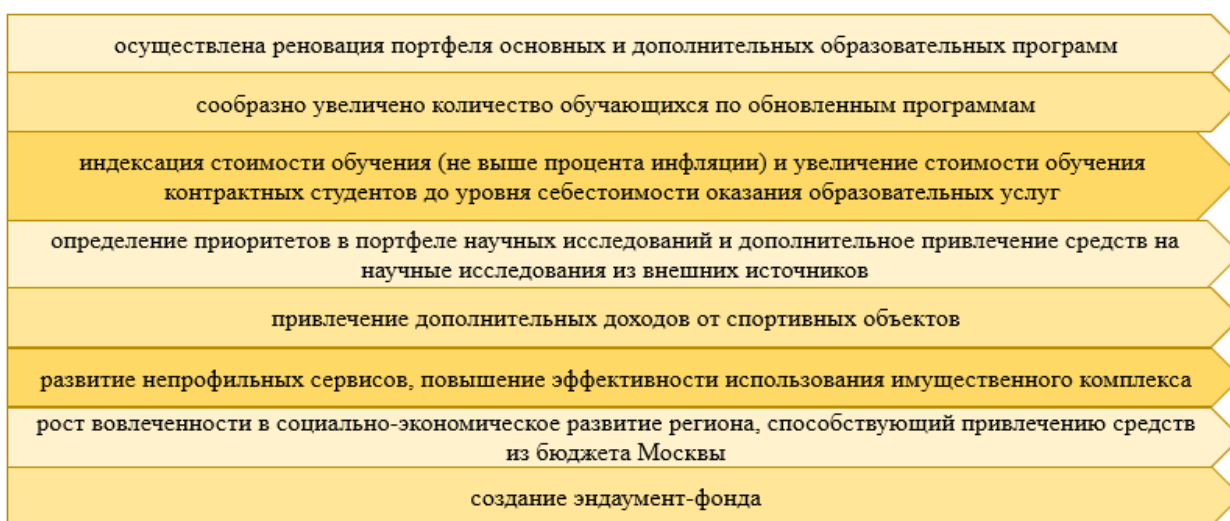 осуществлена реновация портфеля основных и дополнительных образовательных программ
сообразно увеличено количество обучающихся по обновленным программам
индексация стоимости обучения (не выше процента инфляции) и увеличение стоимости обучения
контрактных студентов до уровня себестоимости оказания образовательных услуг
определение приоритетов в портфеле научных исследований и дополнительное привлечение средств на
научные исследования из внешних источников
привлечение дополнительных доходов от спортивных объектов
развитие непрофильных сервисов, повышение эффективности использования имущественного комплекса
рост вовлеченности в социально-экономическое развитие региона, способствующий привлечению средств
из бюджета Москвы
создание эндаумент-фонда